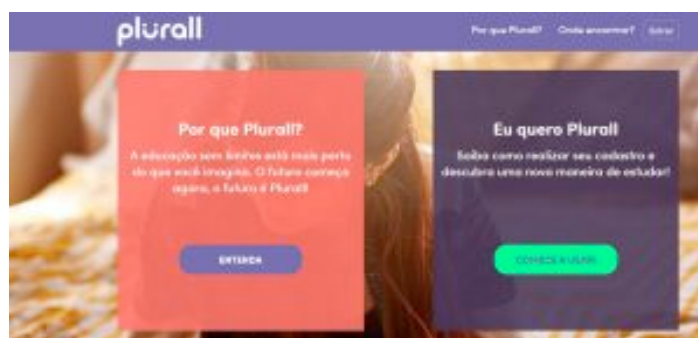 plurall
Por que Plurall? Onde encontrar? Entrar
Por que Plurall?
A educação sem limites está mais perto
do que você imagina. O futuro começa
agora, o futuro é Plurall!
ENTENDA
Eu quero Plurall
Saiba como realizar seu cadastro e
descubra uma nova maneira de estudar!
COMECE A USAR